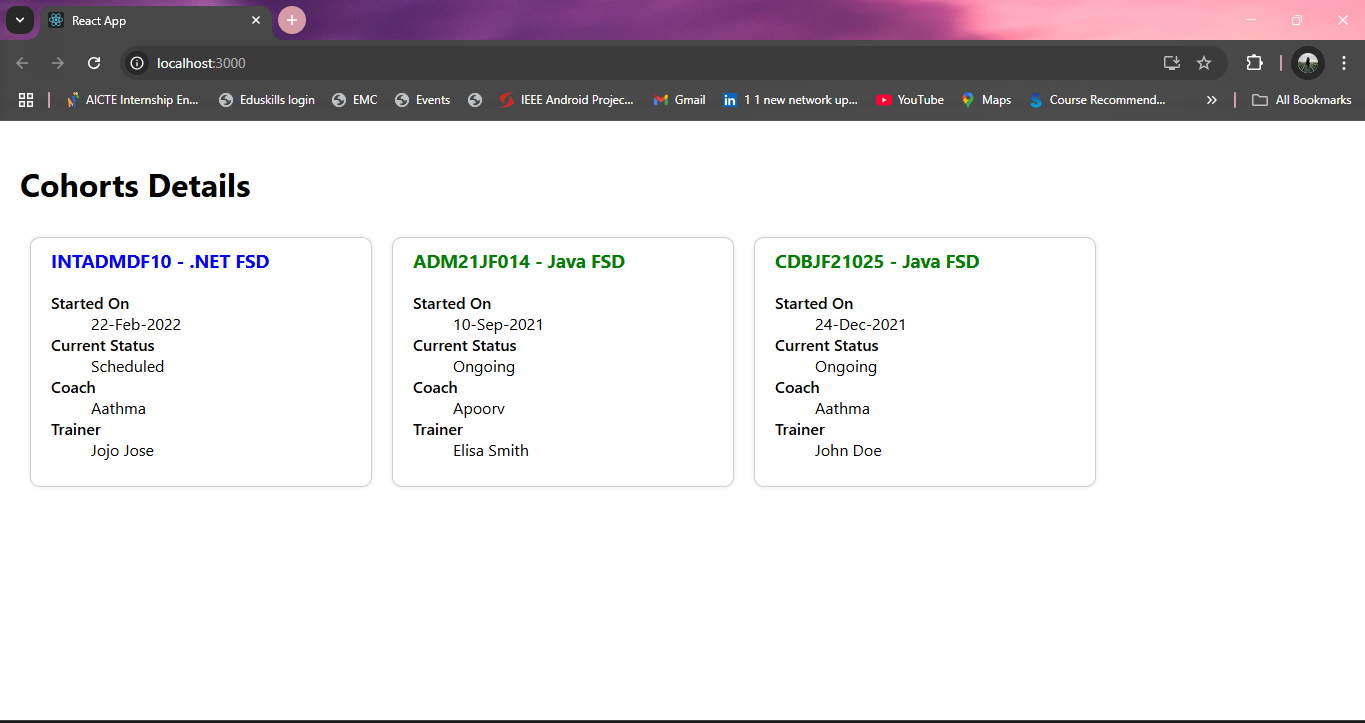 React App
localhost:3000
AICTE Internship En...
Eduskills login
EMC
Events
IEEE Android Projec...
Gmail
1 1 new network up...
YouTube
Maps
Course Recommend...
All Bookmarks
Cohorts Details
INTADMDF10 - .NET FSD
Started On
22-Feb-2022
Current Status
Scheduled
Coach
Aathma
Trainer
Jojo Jose
ADM21JF014 - Java FSD
Started On
10-Sep-2021
Current Status
Ongoing
Coach
Apoorv
Trainer
Elisa Smith
CDBJF21025 - Java FSD
Started On
24-Dec-2021
Current Status
Ongoing
Coach
Aathma
Trainer
John Doe